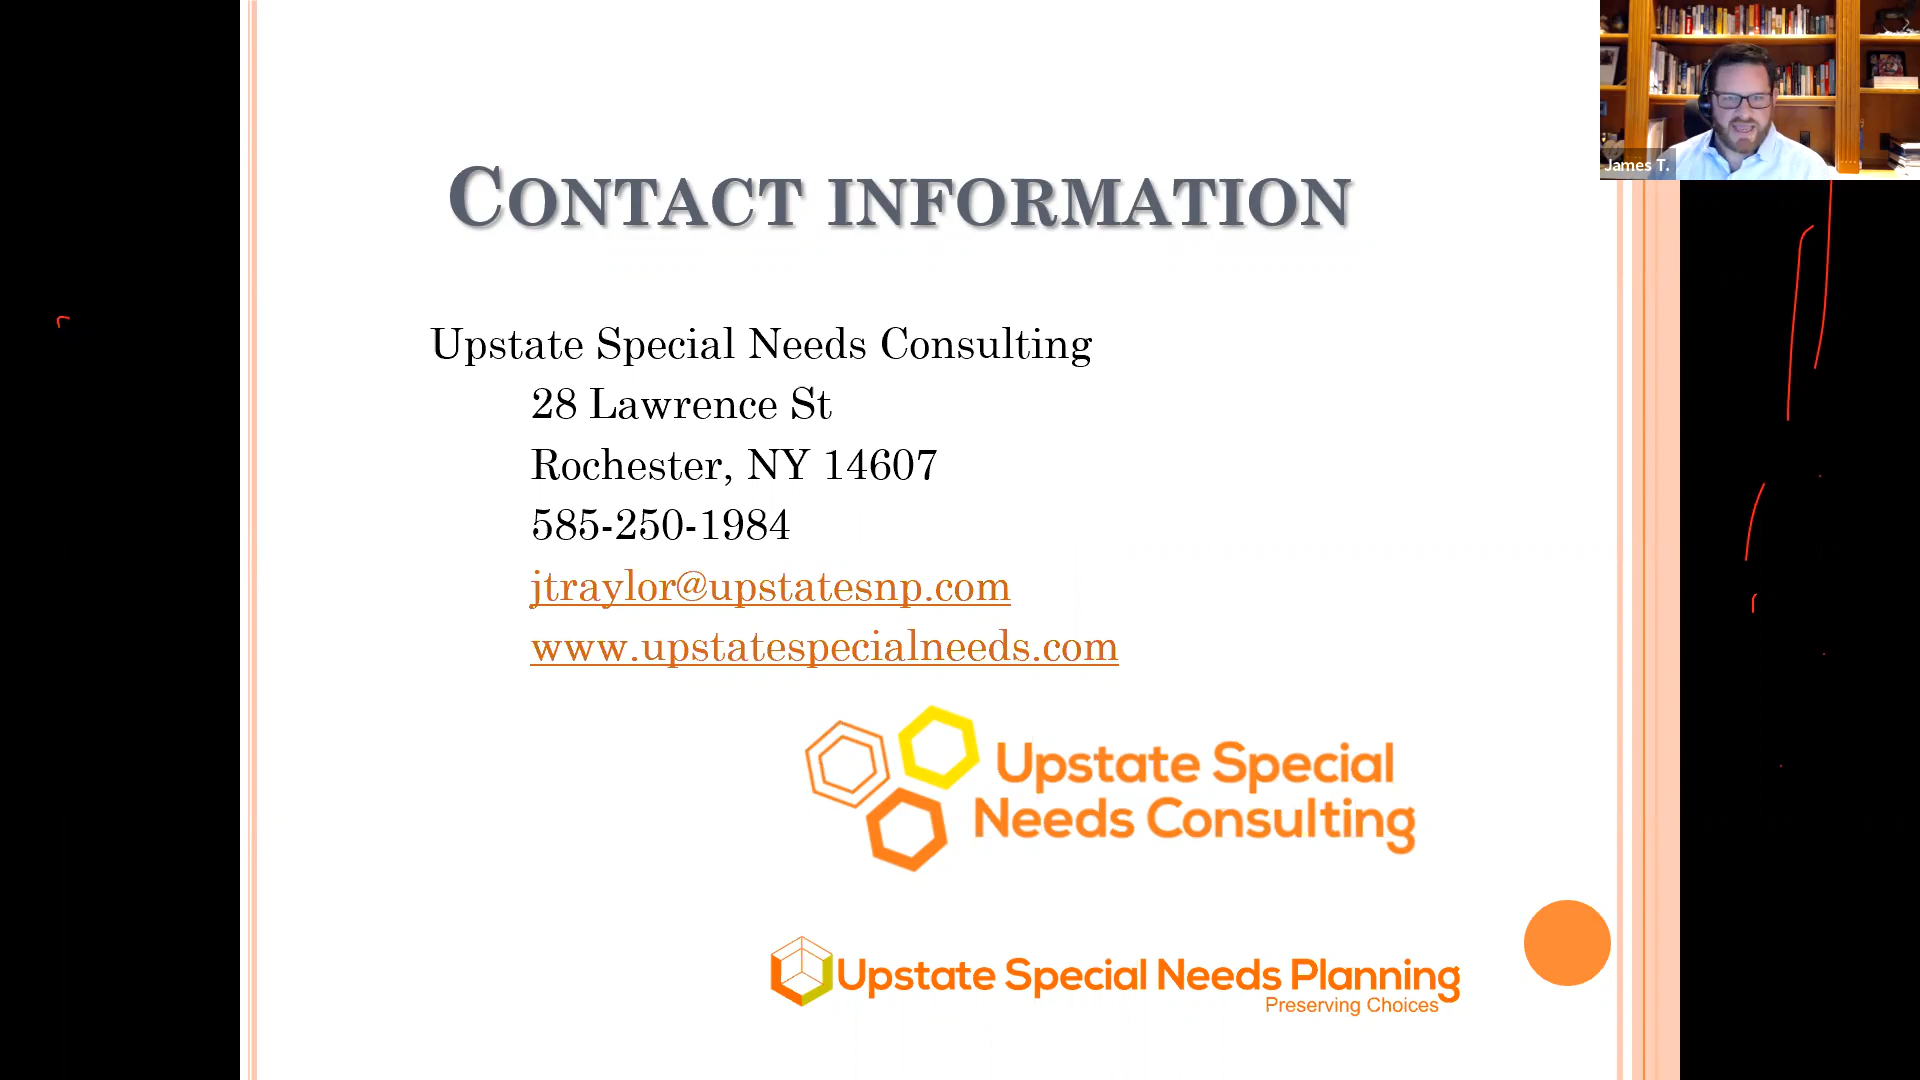 James T.
CONTACT INFORMATION
Upstate Special Needs Consulting
28 Lawrence St
Rochester, NY 14607
585-250-1984
jtraylor@upstatesnp.com
www.upstatespecialneeds.com
Upstate Special
Needs Consulting
Upstate Special Needs Planning
Preserving Choices